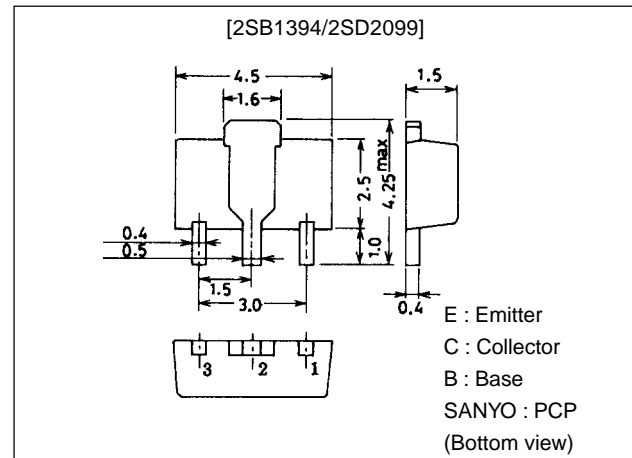 [2SB1394/2SD2099]
4.5
1.6
1.5
2.5
4.25max
1.0
0.4
0.5
1.5
3.0
0.4
3 2 1
E : Emitter
C : Collector
B : Base
SANYO : PCP
(Bottom view)